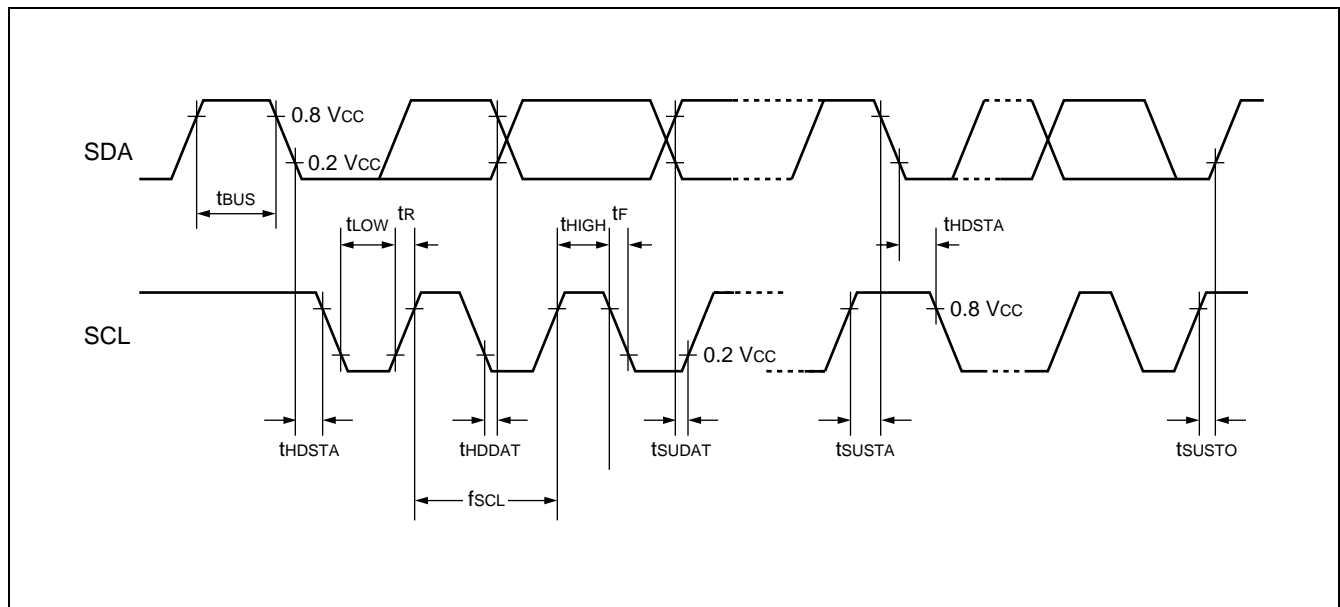 SDA
0.8 VCC
0.2 VCC
tBUS
tLOW
tR
tHIGH
tF
tHDSTA
SCL
0.8 VCC
0.2 VCC
tHDSTA
tHDDAT
tSUDAT
tSUSTA
tSUSTO
fSCL